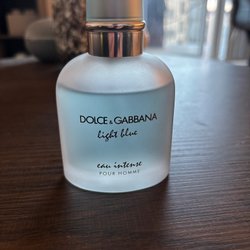 DOLCE & GABBANA
light blue
eau intense
POUR HOMME